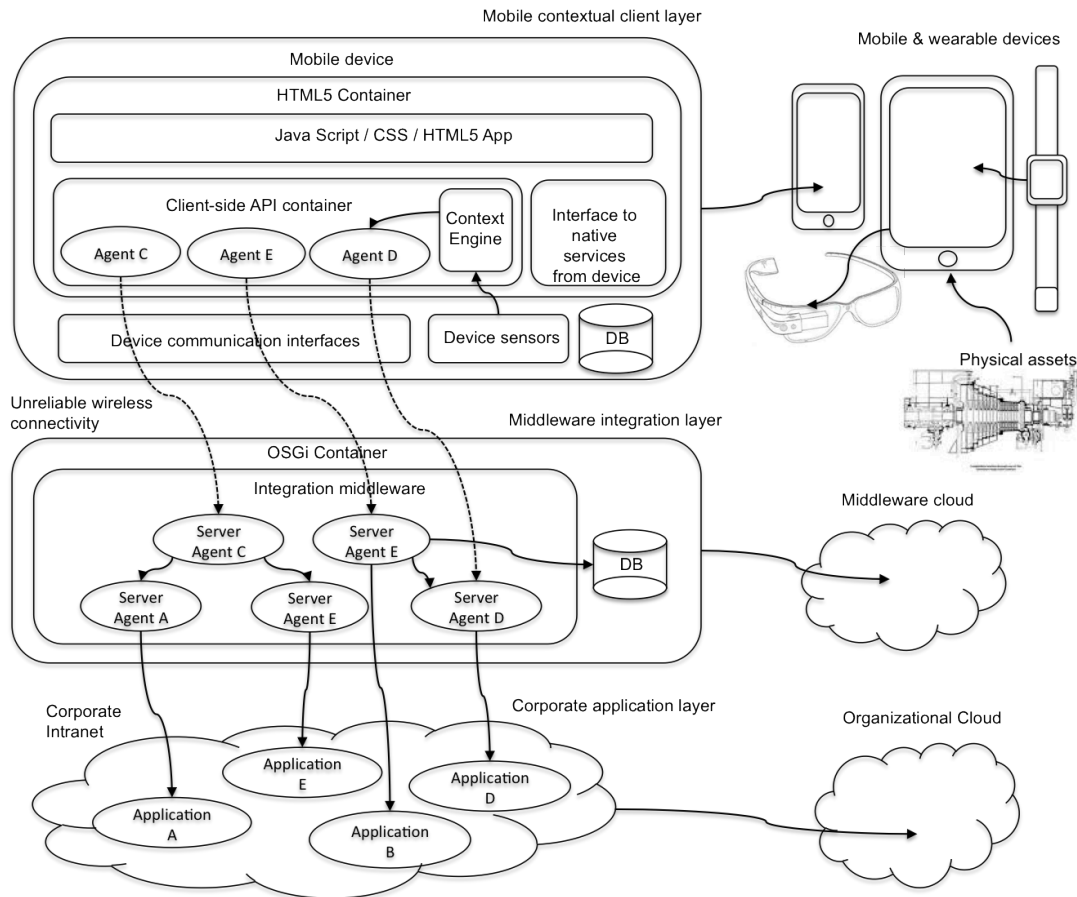 Mobile contextual client layer
Mobile & wearable devices
Mobile device
HTML5 Container
Java Script / CSS / HTML5 App
Client-side API container
Context
Engine
Interface to
native
services
from device
Agent C
Agent E
Agent D
Device communication interfaces
Device sensors
DB
Physical assets
Unreliable wireless
connectivity
Middleware integration layer
OSGi Container
Integration middleware
Middleware cloud
Server
Agent C
Server
Agent E
DB
Server
Agent A
Server
Agent E
Server
Agent D
Corporate
Intranet
Corporate application layer
Organizational Cloud
Application
E
Application
D
Application
A
Application
B